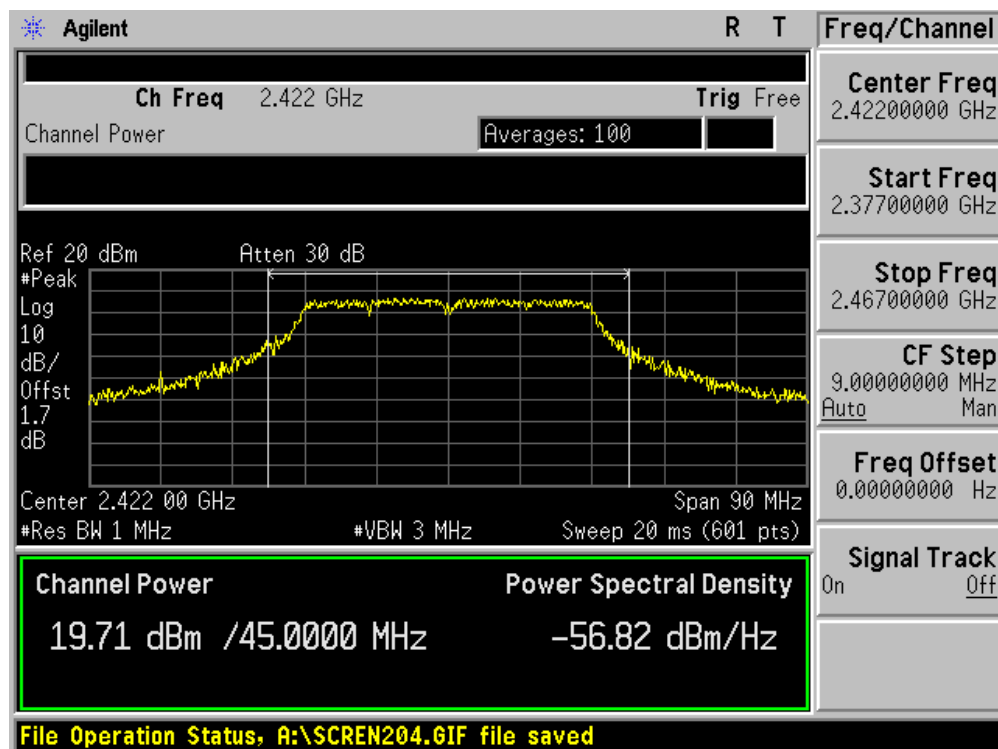 Agilent R T
Ch Freq 2.422 GHz Trig Free
Channel Power Averages: 100
Ref 20 dBm Atten 30 dB
#Peak
Log
10
dB/
Offst
1.7
dB
Center 2.422 00 GHz Span 90 MHz
#Res BW 1 MHz #VBW 3 MHz Sweep 20 ms (601 pts)
Channel Power Power Spectral Density
19.71 dBm /45.0000 MHz -56.82 dBm/Hz
File Operation Status, A:\SCREN204.GIF file saved
Freq/Channel
Center Freq
2.42200000 GHz
Start Freq
2.37700000 GHz
Stop Freq
2.46700000 GHz
CF Step
9.00000000 MHz
Auto Man
Freq Offset
0.00000000 Hz
Signal Track
On Off